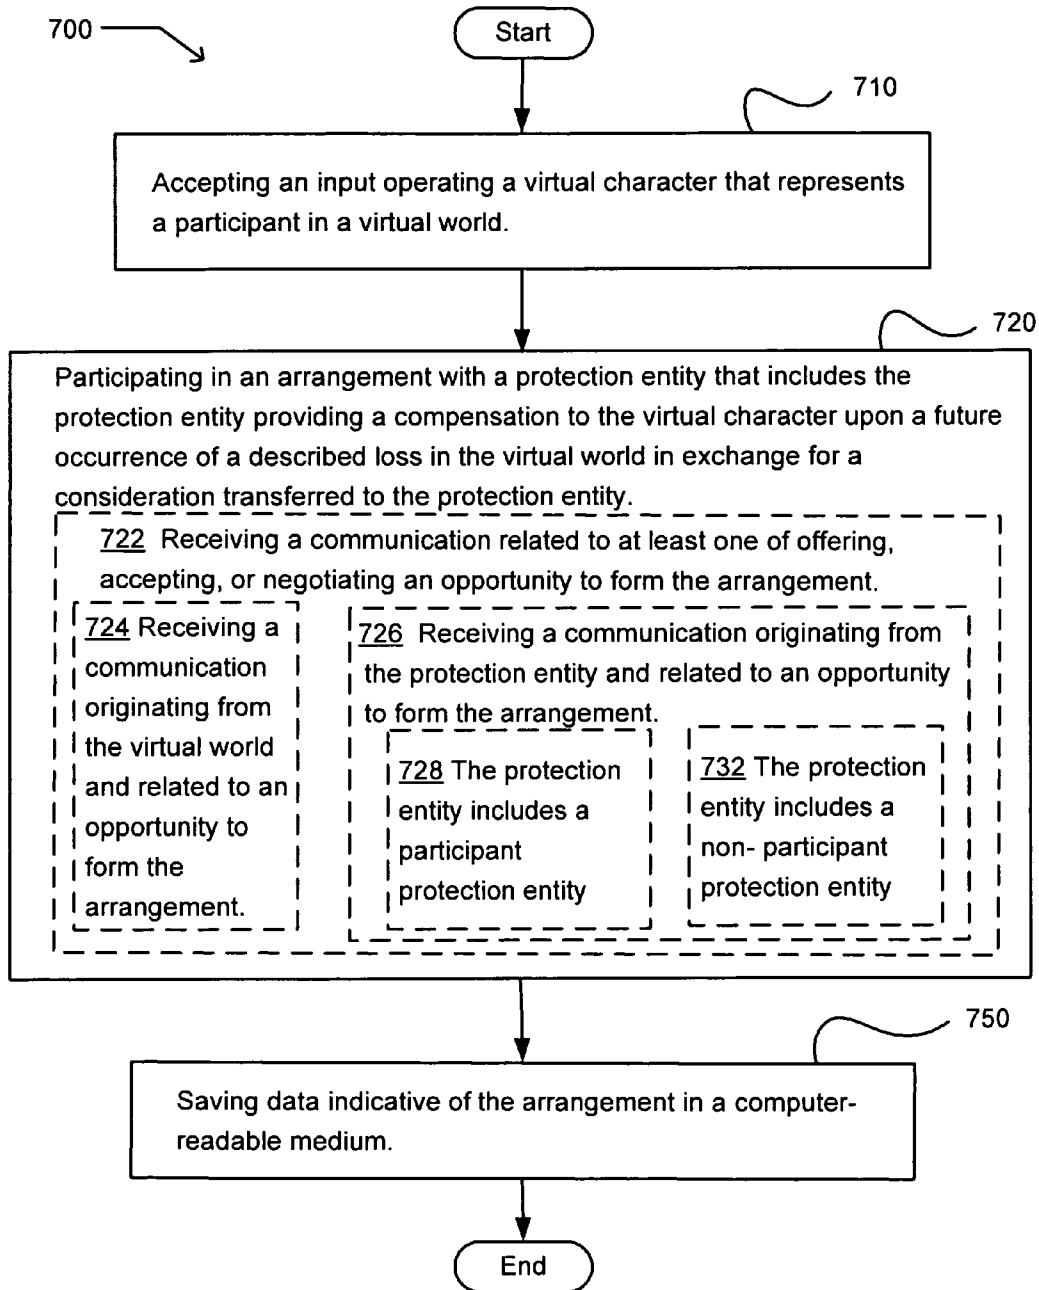 700
Start
710
Accepting an input operating a virtual character that represents
a participant in a virtual world.
720
Participating in an arrangement with a protection entity that includes the
protection entity providing a compensation to the virtual character upon a future
occurrence of a described loss in the virtual world in exchange for a
consideration transferred to the protection entity.
722 Receiving a communication related to at least one of offering,
accepting, or negotiating an opportunity to form the arrangement.
724 Receiving a
communication
originating from
the virtual world
and related to an
opportunity to
form the
arrangement.
726 Receiving a communication originating from
the protection entity and related to an opportunity
to form the arrangement.
728 The protection
entity includes a
participant
protection entity
732 The protection
entity includes a
non- participant
protection entity
750
Saving data indicative of the arrangement in a computer-
readable medium.
End